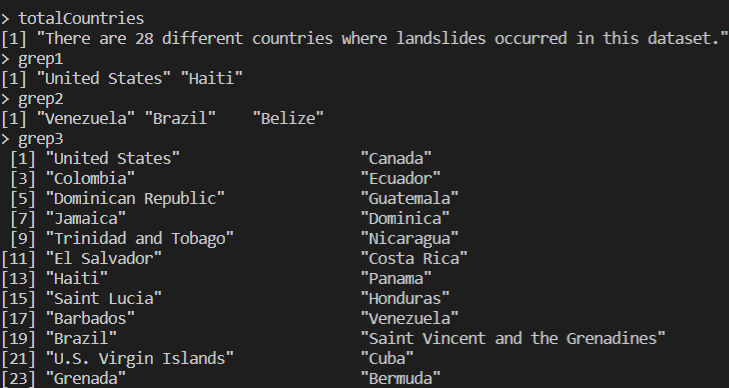 > totalCountries
[1] "There are 28 different countries where landslides occurred in this dataset."
> grep1
[1] "United States" "Haiti"
> grep2
[1] "Venezuela" "Brazil"    "Belize"
> grep3
 [1] "United States"                    "Canada"
 [3] "Colombia"                         "Ecuador"
 [5] "Dominican Republic"               "Guatemala"
 [7] "Jamaica"                          "Dominica"
 [9] "Trinidad and Tobago"              "Nicaragua"
[11] "El Salvador"                      "Costa Rica"
[13] "Haiti"                            "Panama"
[15] "Saint Lucia"                      "Honduras"
[17] "Barbados"                         "Venezuela"
[19] "Brazil"                           "Saint Vincent and the Grenadines"
[21] "U.S. Virgin Islands"              "Cuba"
[23] "Grenada"                          "Bermuda"